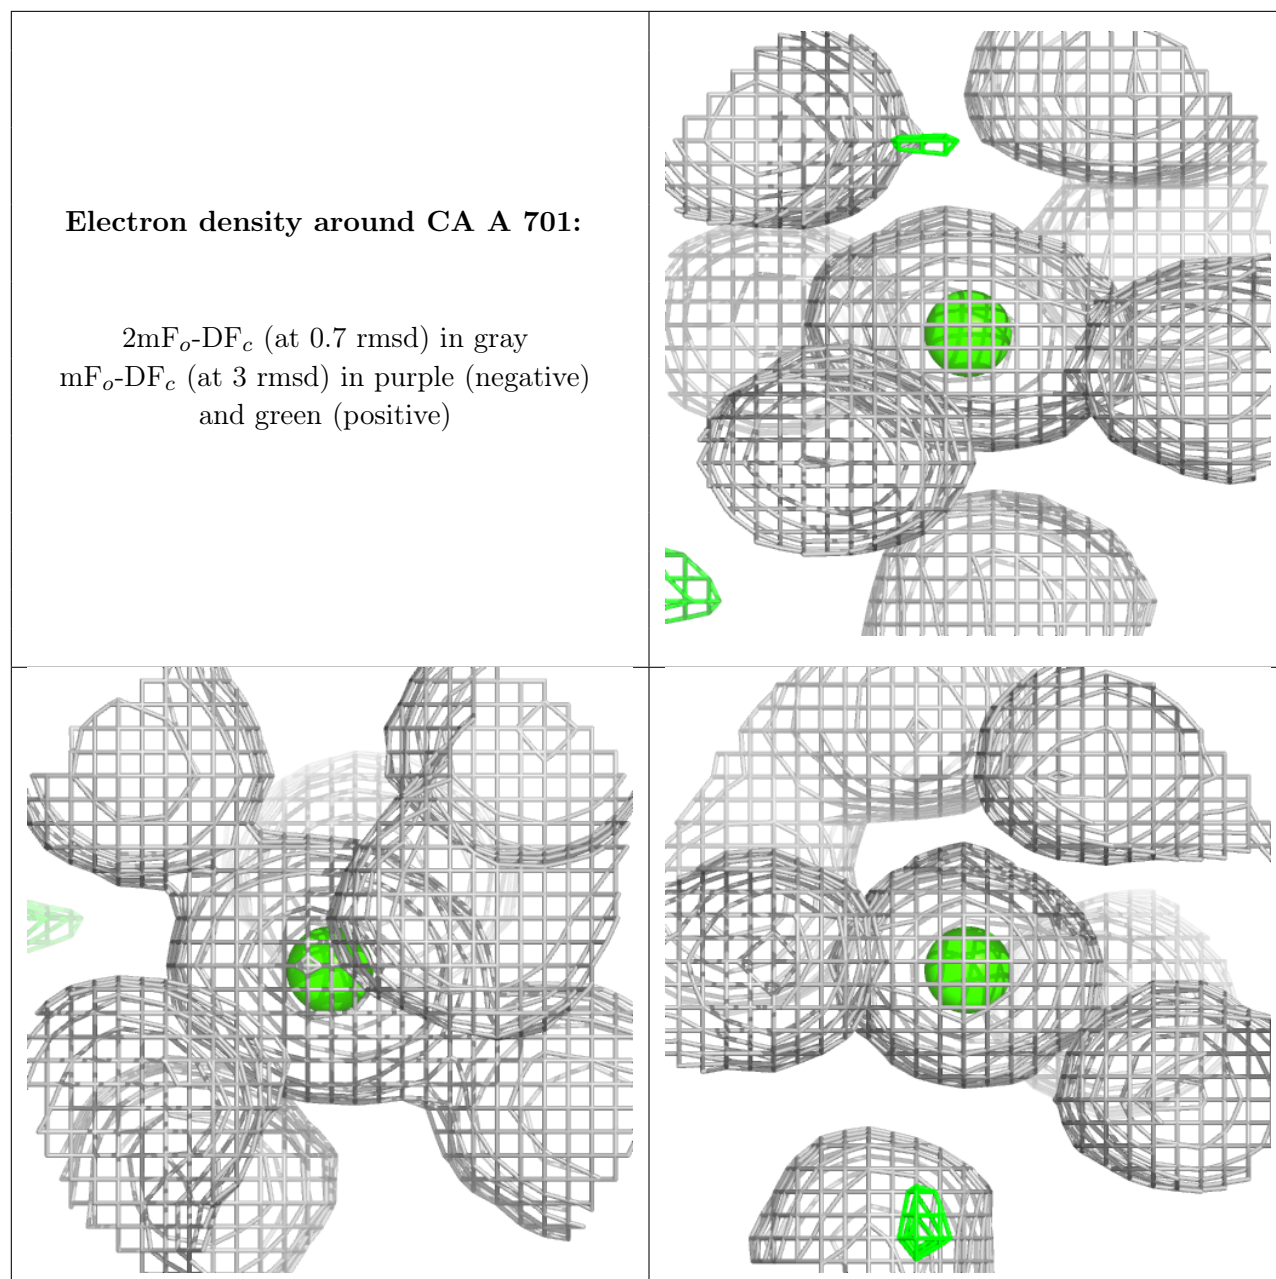 Electron density around CA A 701:
2mFo-DFc (at 0.7 rmsd) in gray
mFo-DFc (at 3 rmsd) in purple (negative)
and green (positive)